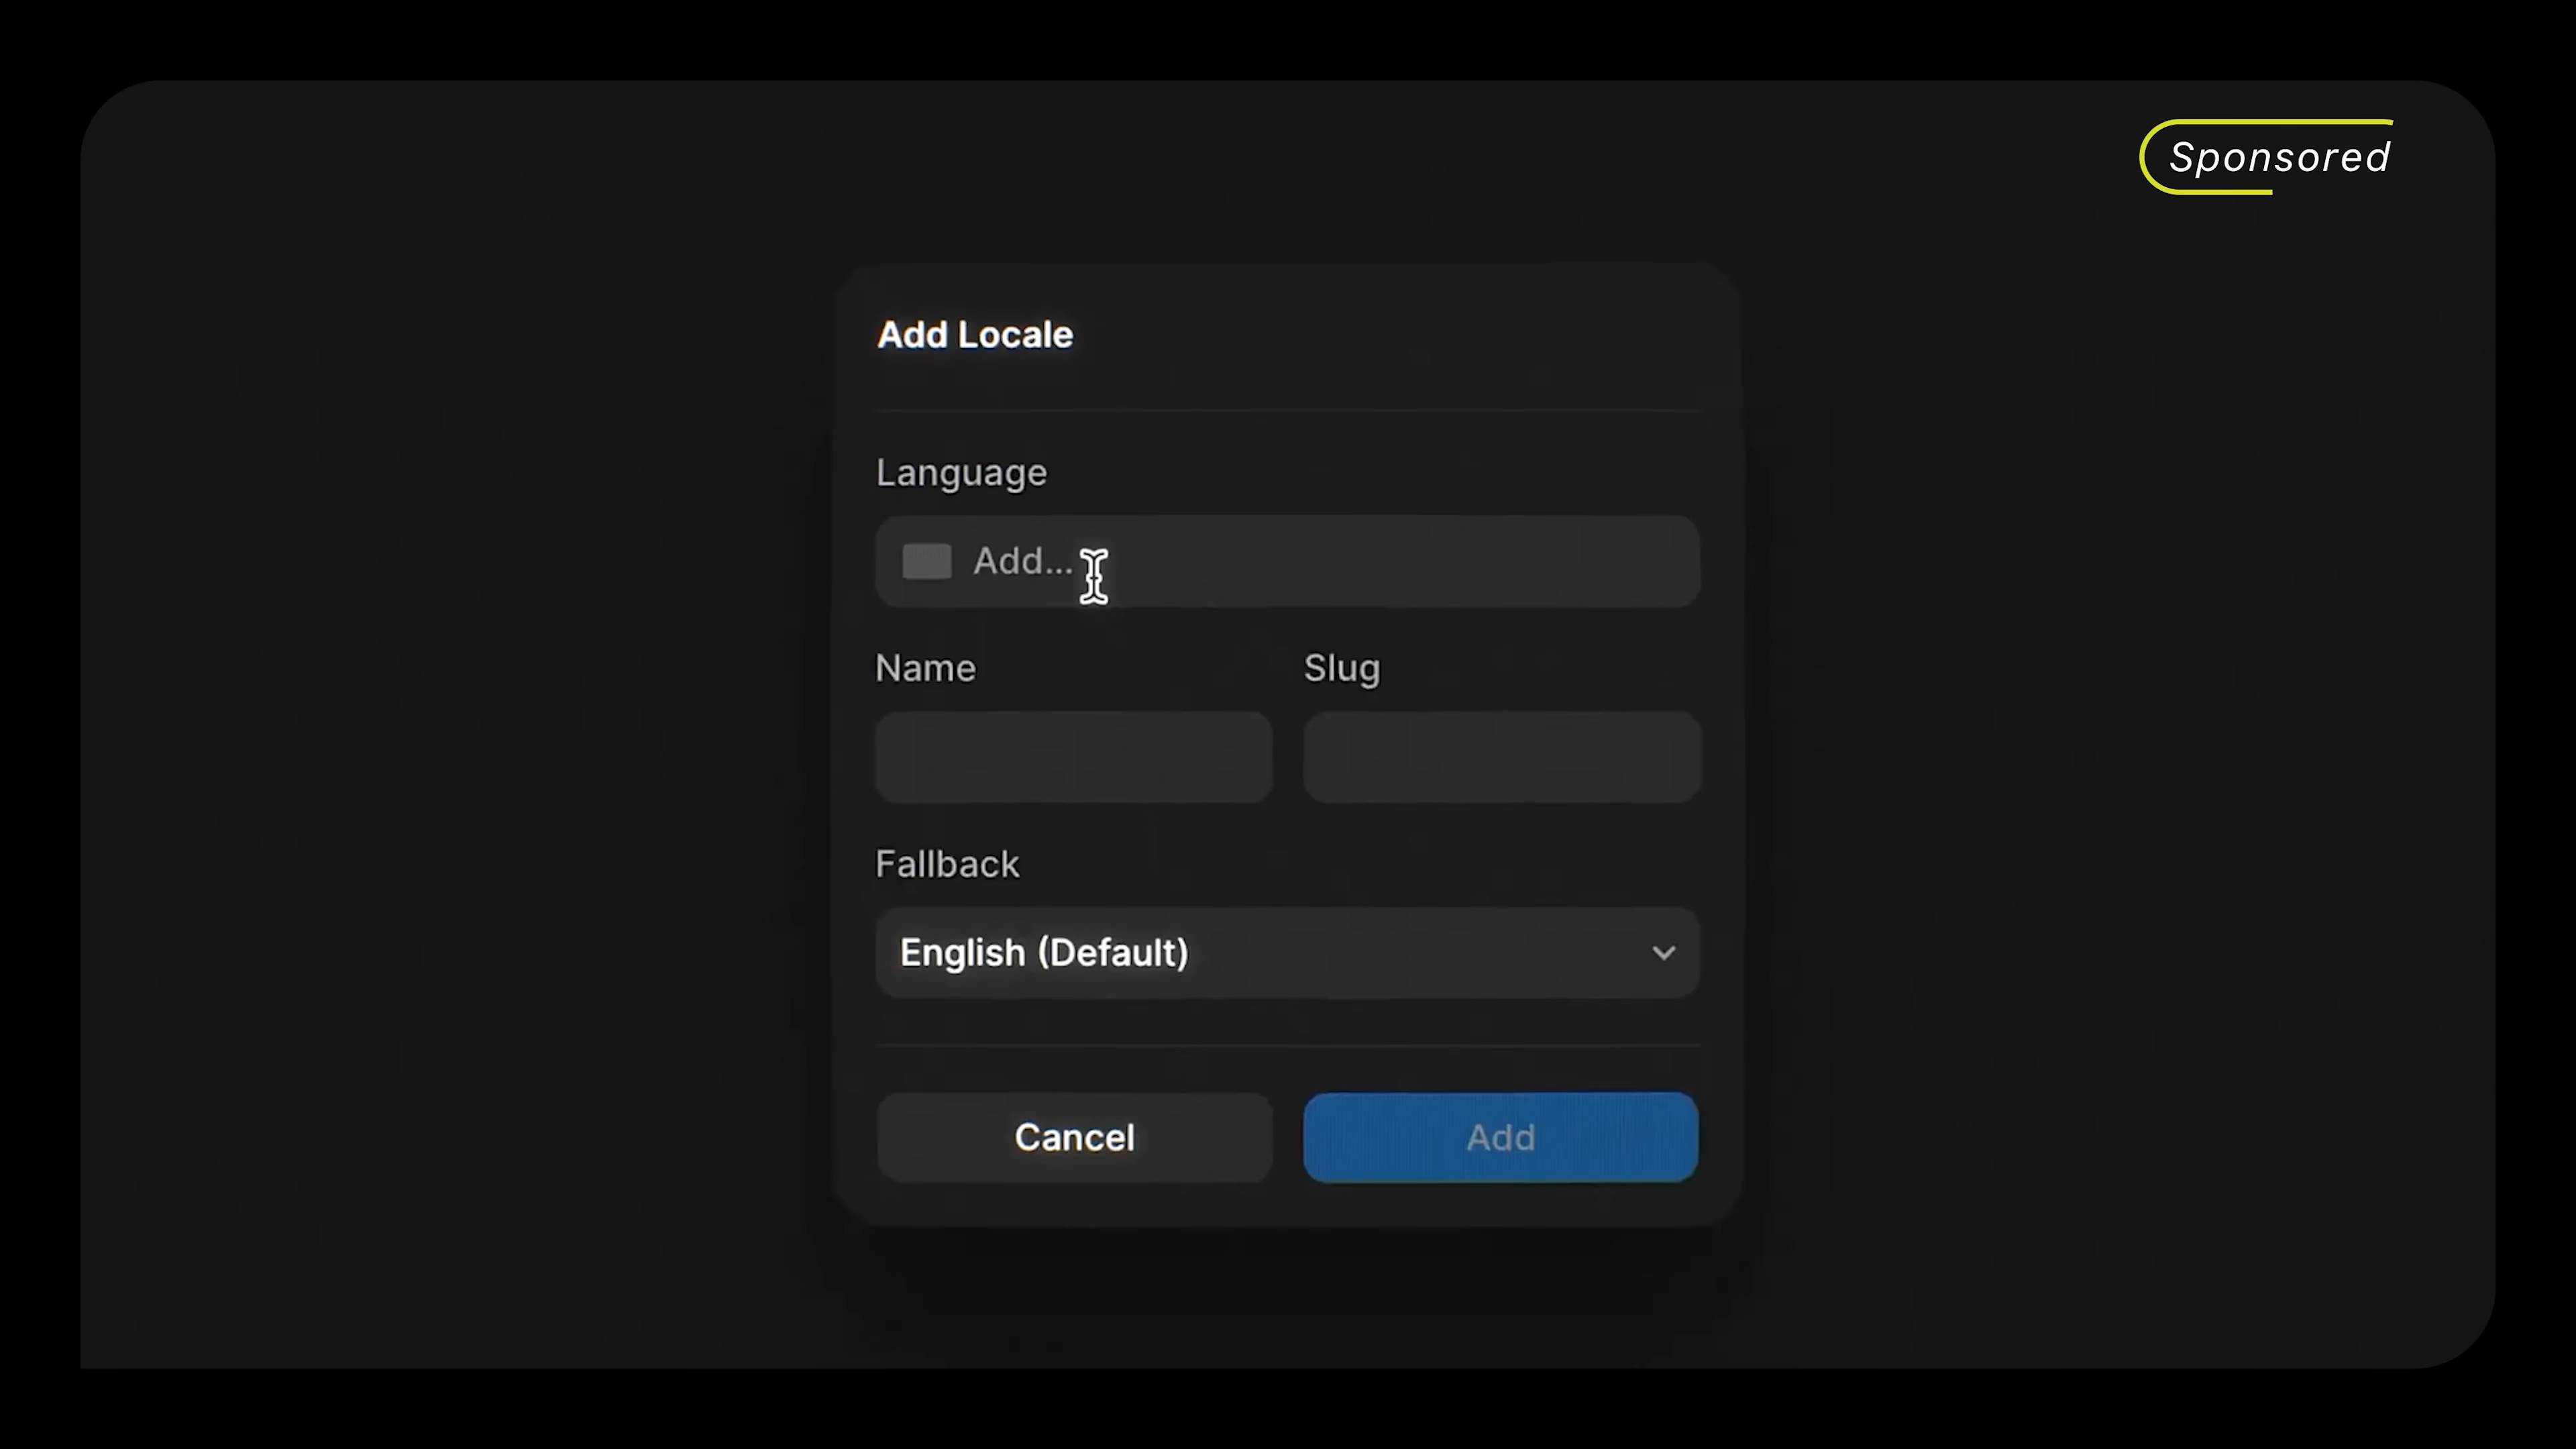 Sponsored
Add Locale
Language
Add...
Name
Slug
Fallback
English (Default)
Cancel
Add